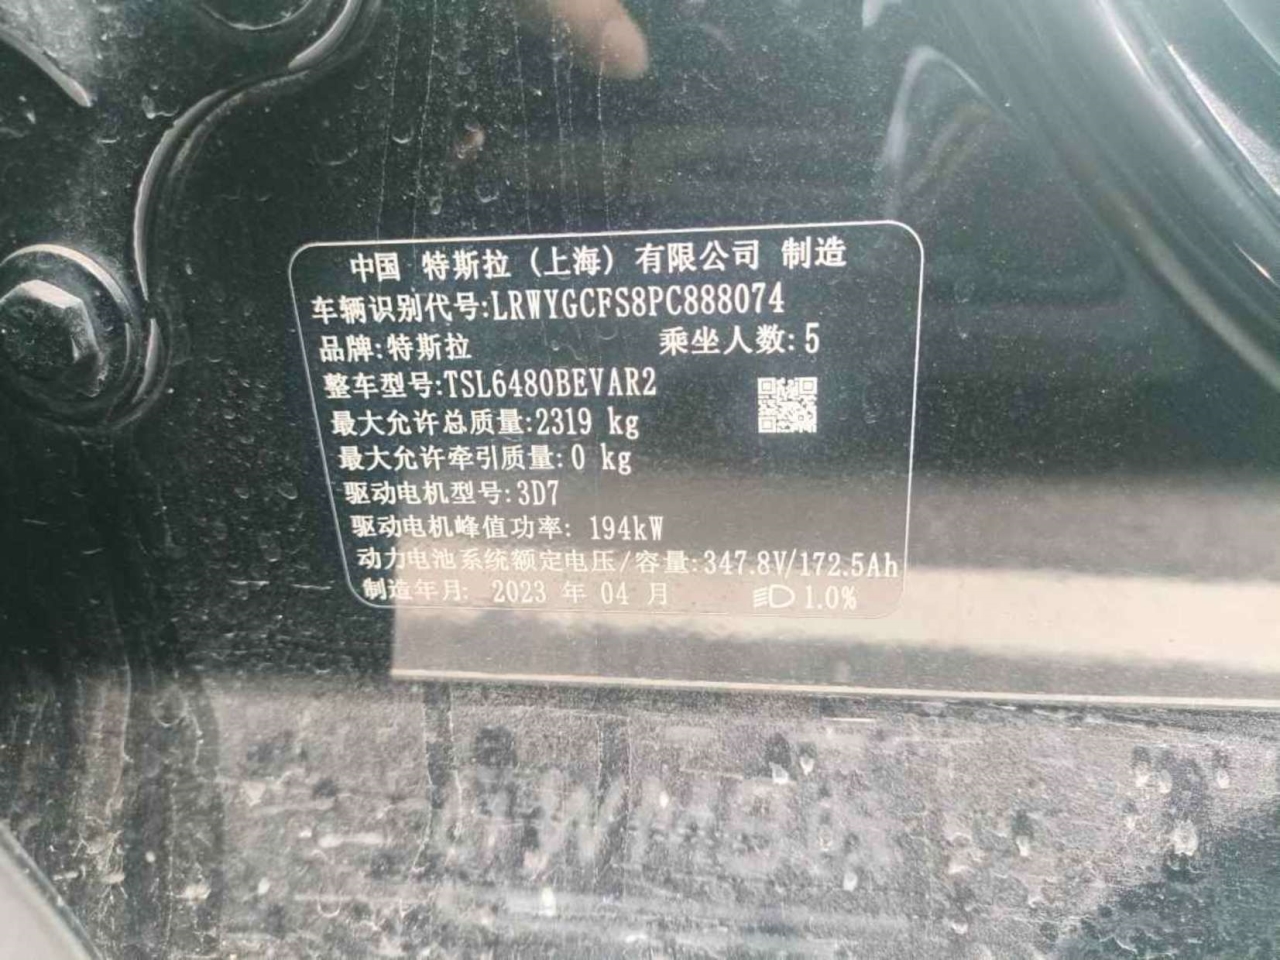 中国 特斯拉 (上海) 有限公司 制造
车辆识别代号:LRWYGCFS8PC888074
品牌:特斯拉 乘坐人数:5
整车型号:TSL6480BEVAR2
最大允许总质量:2319 kg
最大允许牵引质量:0 kg
驱动电机型号:3D7
驱动电机峰值功率: 194kW
动力电池系统额定电压/容量:347.8V/172.5Ah
制造年月: 2023 年 04 月 1.0%